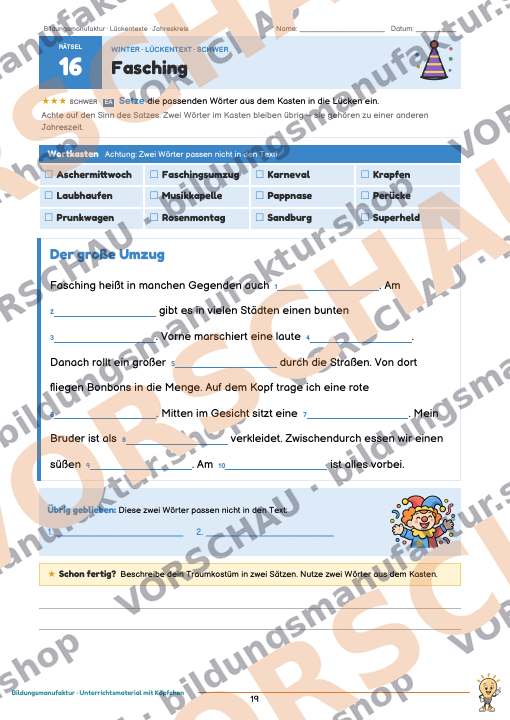 Bildungsmanufaktur · Lückentexte · Jahreskreis Name: Datum:
RÄTSEL
16
WINTER · LÜCKENTEXT · SCHWER
Fasching
★★★ SCHWER EA Setze die passenden Wörter aus dem Kasten in die Lücken ein.
Achte auf den Sinn des Satzes. Zwei Wörter im Kasten bleiben übrig – sie gehören zu einer anderen
Jahreszeit.
Wortkasten Achtung: Zwei Wörter passen nicht in den Text!
☐ Aschermittwoch ☐ Faschingsumzug ☐ Karneval ☐ Krapfen
☐ Laubhaufen ☐ Musikkapelle ☐ Pappnase ☐ Perücke
☐ Prunkwagen ☐ Rosenmontag ☐ Sandburg ☐ Superheld
Der große Umzug
Fasching heißt in manchen Gegenden auch 1 . Am
2 gibt es in vielen Städten einen bunten
3 . Vorne marschiert eine laute 4 .
Danach rollt ein großer 5 durch die Straßen. Von dort
fliegen Bonbons in die Menge. Auf dem Kopf trage ich eine rote
6 . Mitten im Gesicht sitzt eine 7 . Mein
Bruder ist als 8 verkleidet. Zwischendurch essen wir einen
süßen 9 . Am 10 ist alles vorbei.
Übrig geblieben: Diese zwei Wörter passen nicht in den Text.
1. 2.
★ Schon fertig? Beschreibe dein Traumkostüm in zwei Sätzen. Nutze zwei Wörter aus dem Kasten.
Bildungsmanufaktur · Unterrichtsmaterial mit Köpfchen
19
VORSCHAU
VORSCHAU · bildungsmanufaktur.shop